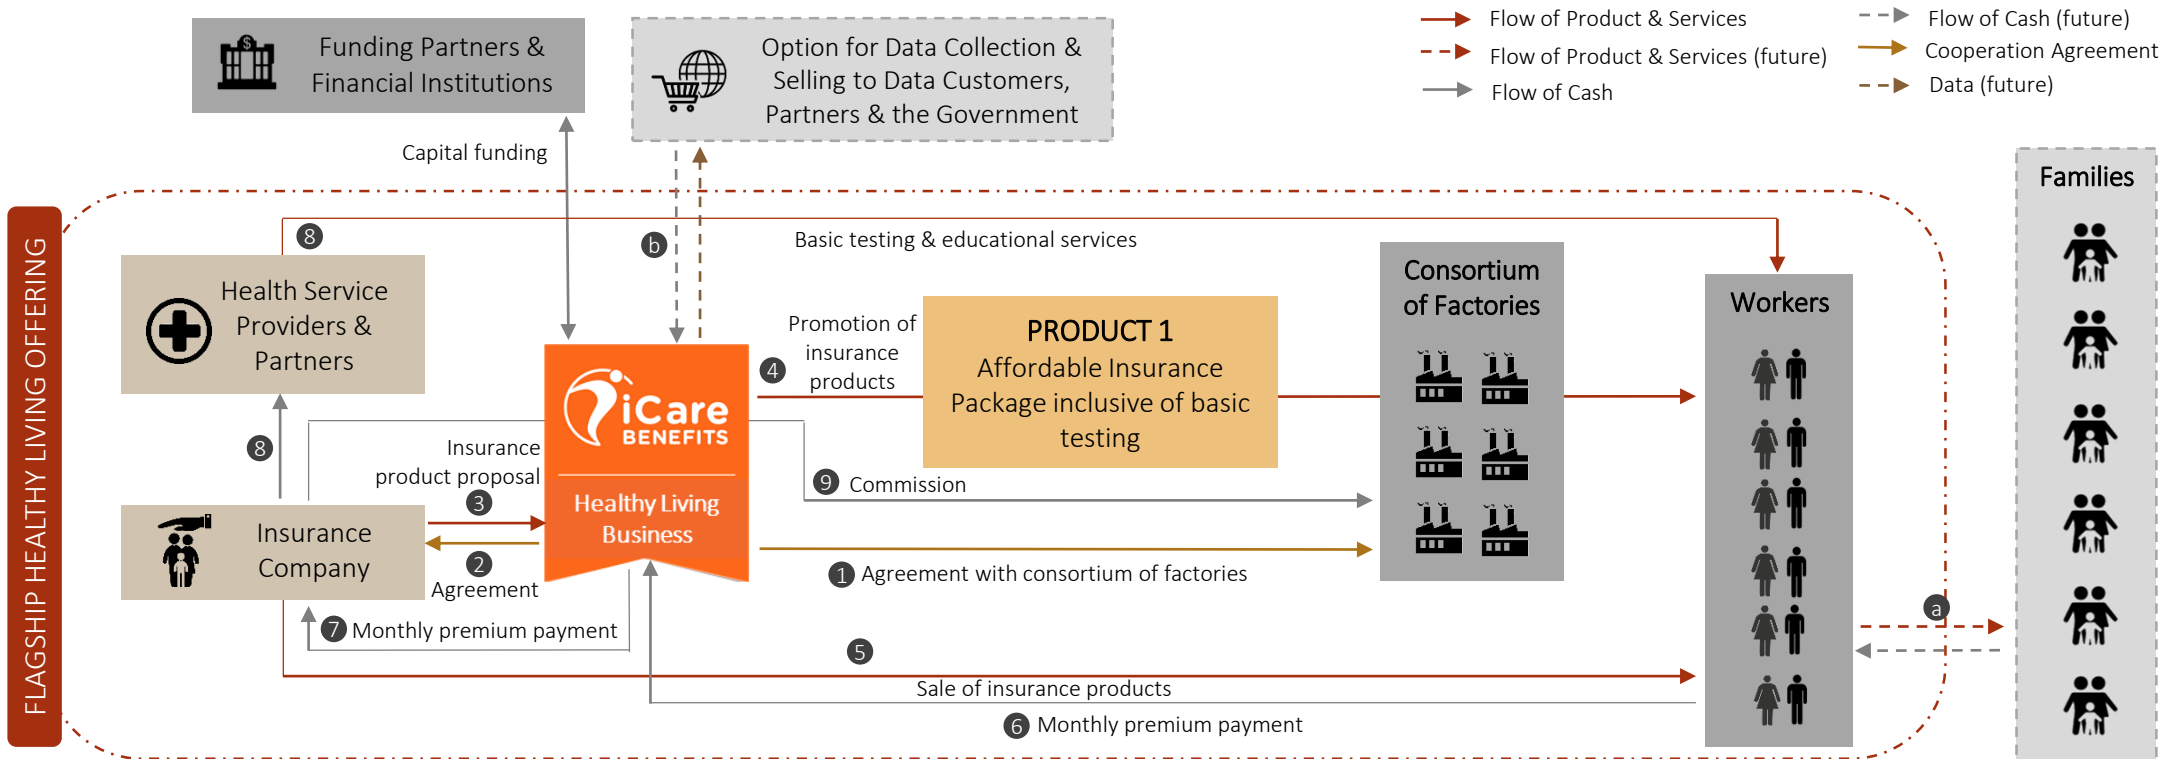 Funding Partners &
Financial Institutions
Option for Data Collection &
Selling to Data Customers,
Partners & the Government
Flow of Product & Services
Flow of Product & Services (future)
Flow of Cash
Flow of Cash (future)
Cooperation Agreement
Data (future)
Capital funding
Families
FLAGSHIP HEALTHY LIVING OFFERING
8
b
Basic testing & educational services
Health Service
Providers &
Partners
Consortium
of Factories
Workers
Promotion of
insurance
products
4
PRODUCT 1
Affordable Insurance
Package inclusive of basic
testing
iCare
BENEFITS
Healthy Living
Business
8
Insurance
product proposal
3
9 Commission
Insurance
Company
2
Agreement
1 Agreement with consortium of factories
7 Monthly premium payment
a
5
Sale of insurance products
6 Monthly premium payment